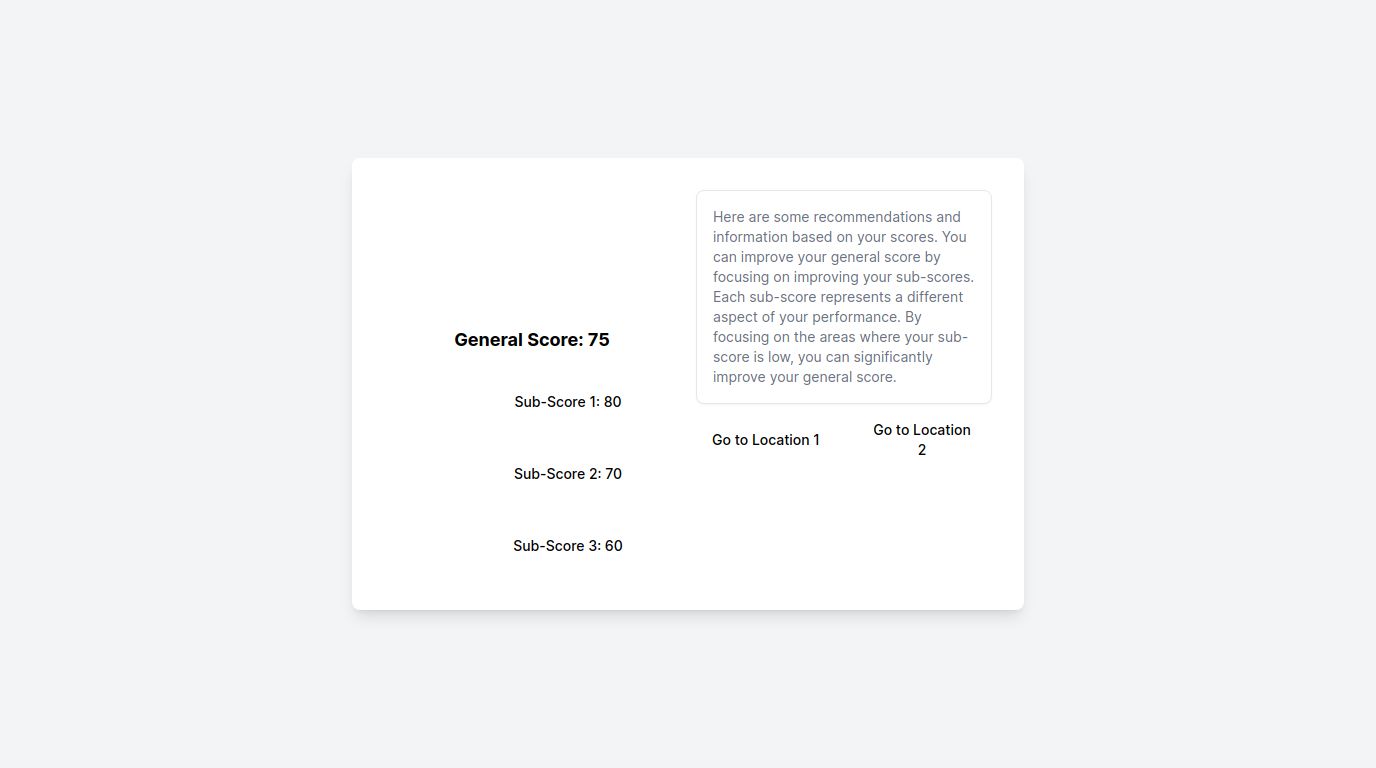 General Score: 75
Sub-Score 1: 80
Sub-Score 2: 70
Sub-Score 3: 60
Here are some recommendations and
information based on your scores. You
can improve your general score by
focusing on improving your sub-scores.
Each sub-score represents a different
aspect of your performance. By
focusing on the areas where your sub-
score is low, you can significantly
improve your general score.
Go to Location 1
Go to Location
2